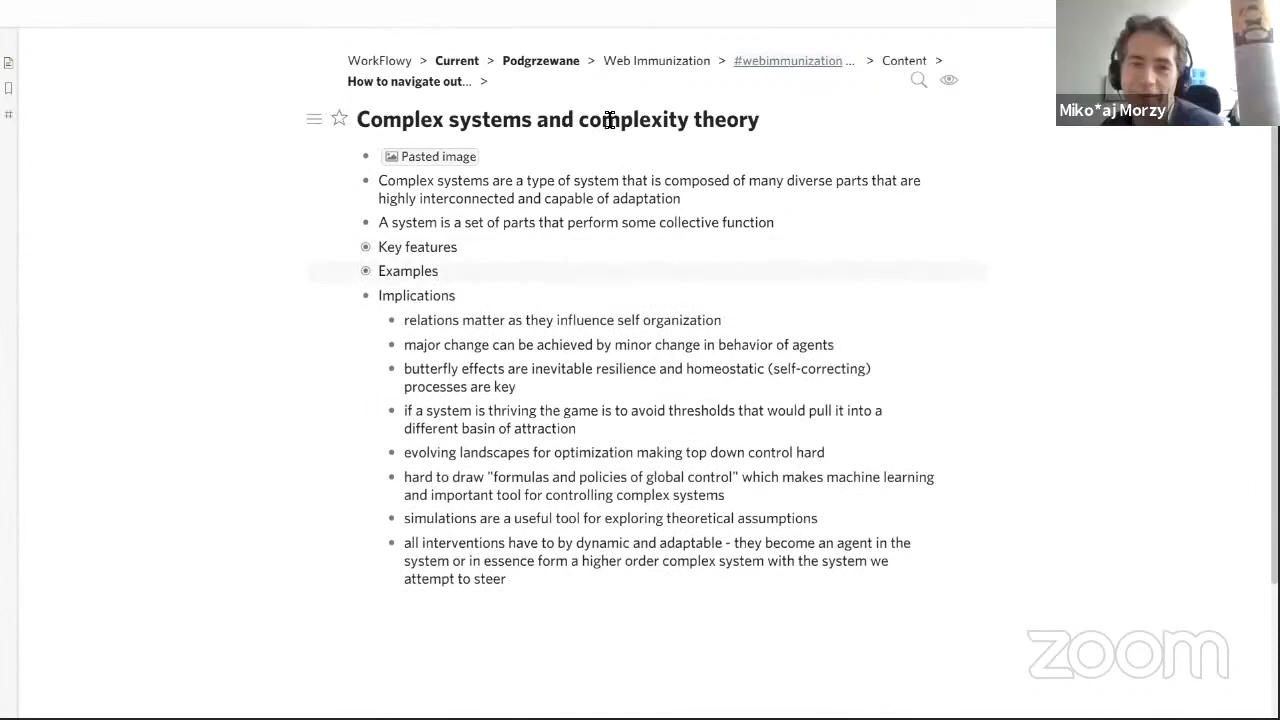 WorkFlowy > Current > Podgrzewane > Web Immunization > #webimmunization ... > Content >
How to navigate out... >
Complex systems and complexity theory
Pasted image
Complex systems are a type of system that is composed of many diverse parts that are
highly interconnected and capable of adaptation
A system is a set of parts that perform some collective function
Key features
Examples
Implications
relations matter as they influence self organization
major change can be achieved by minor change in behavior of agents
butterfly effects are inevitable resilience and homeostatic (self-correcting)
processes are key
if a system is thriving the game is to avoid thresholds that would pull it into a
different basin of attraction
evolving landscapes for optimization making top down control hard
hard to draw "formulas and policies of global control" which makes machine learning
and important tool for controlling complex systems
simulations are a useful tool for exploring theoretical assumptions
all interventions have to by dynamic and adaptable - they become an agent in the
system or in essence form a higher order complex system with the system we
attempt to steer
Miko*aj Morzy
zoom